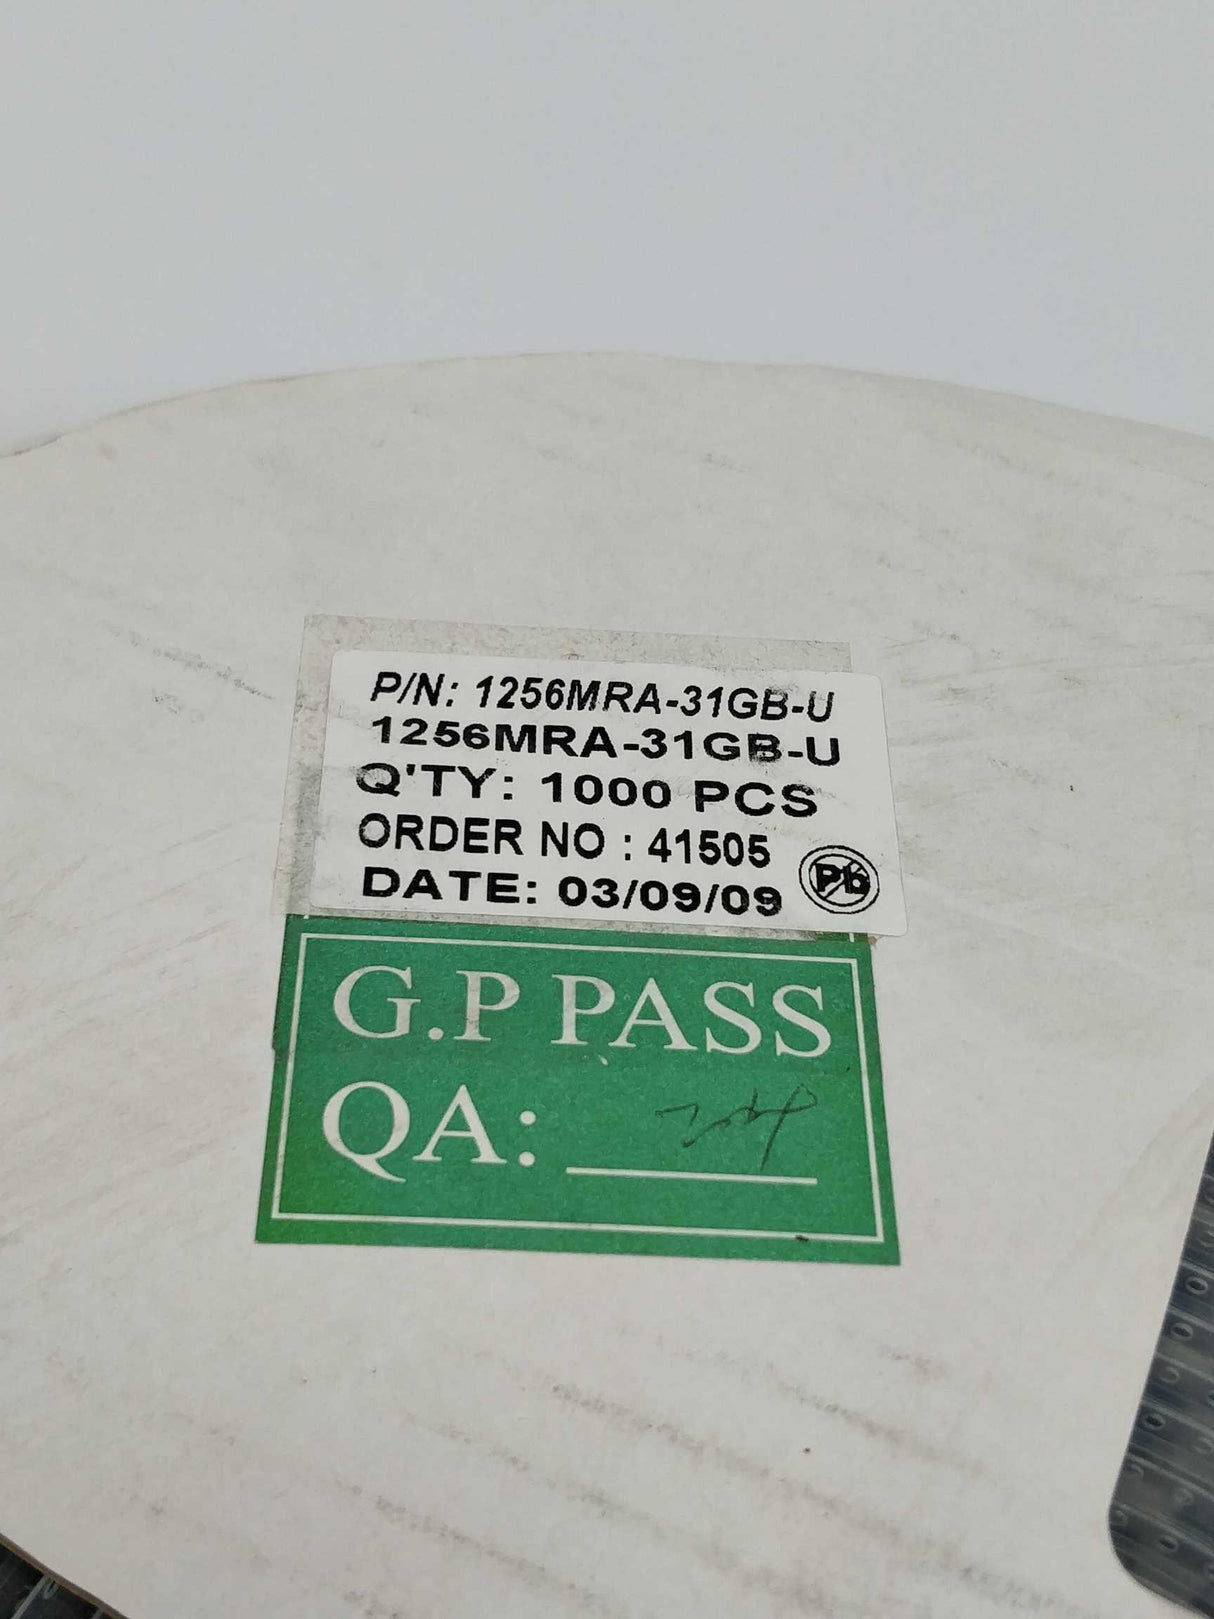 P/N: 1256MRA-31GB-U
1256MRA-31GB-U
Q'TY: 1000 PCS
ORDER NO : 41505
DATE: 03/09/09
Pb
G.P PASS
QA: